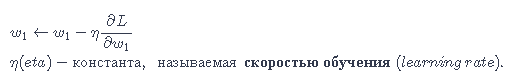 w₁ ← w₁ − η ∂L/∂w₁
η(eta) − константа, называемая скоростью обучения (learning rate).